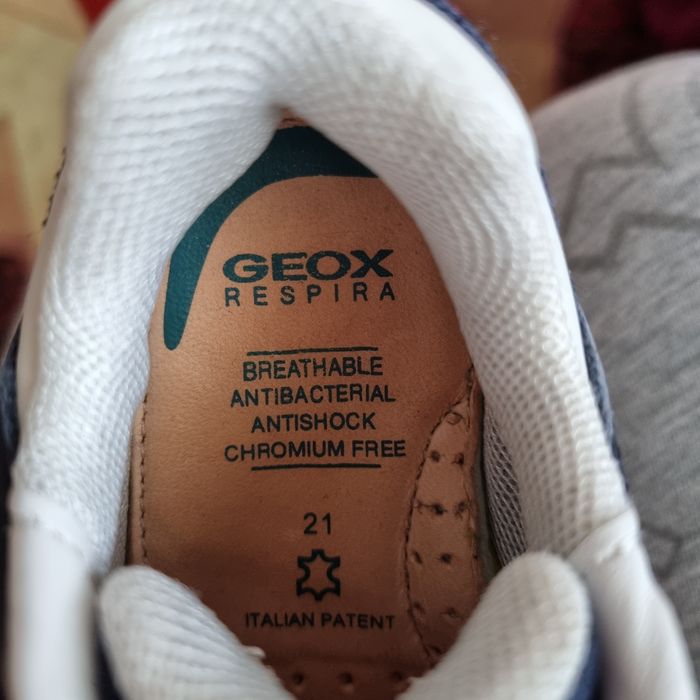 GEOX
RESPIRA
BREATHABLE
ANTIBACTERIAL
ANTISHOCK
CHROMIUM FREE
21
ITALIAN PATENT